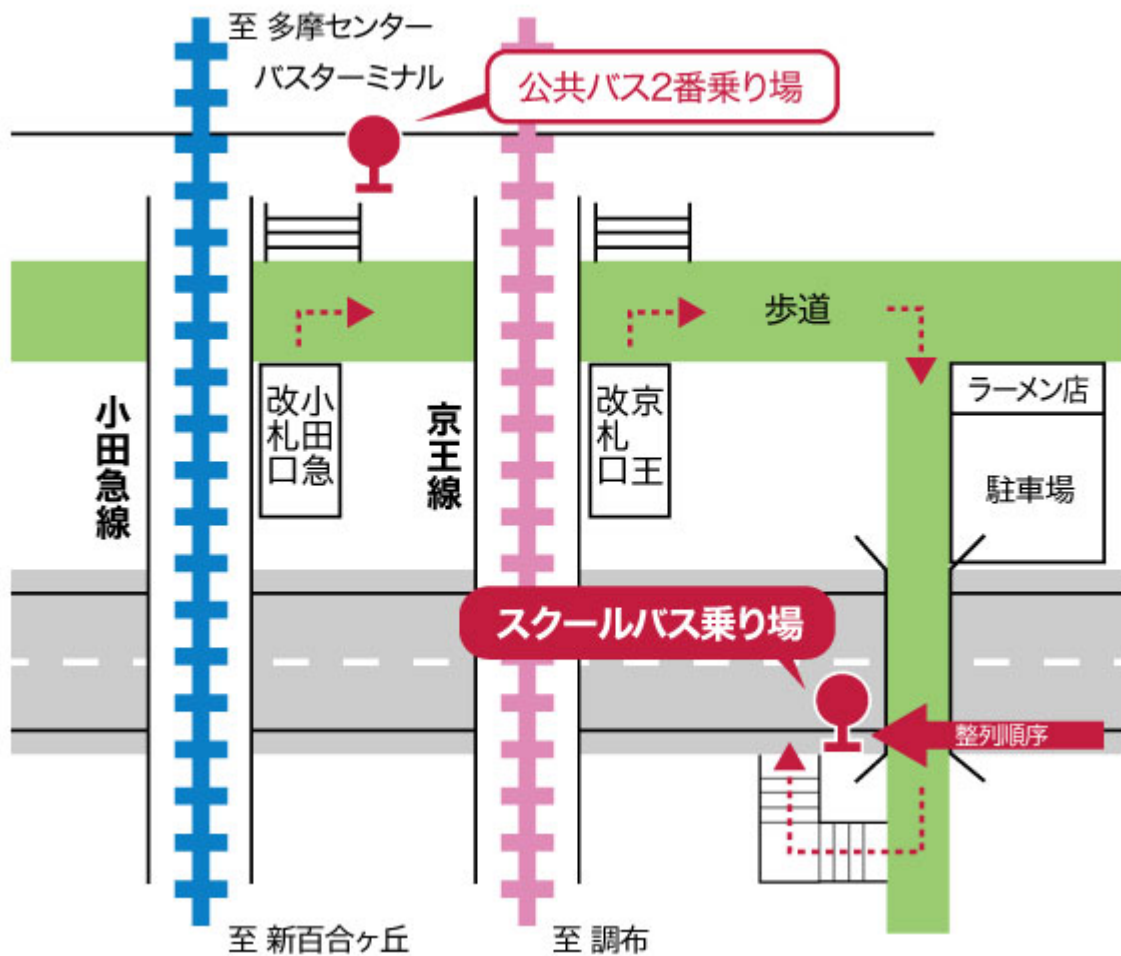 至 多摩センター
バスターミナル
公共バス2番乗り場
歩道
小田急線
小田急
改札口
京王線
京王
改札口
ラーメン店
駐車場
スクールバス乗り場
整列順序
至 新百合ヶ丘
至 調布